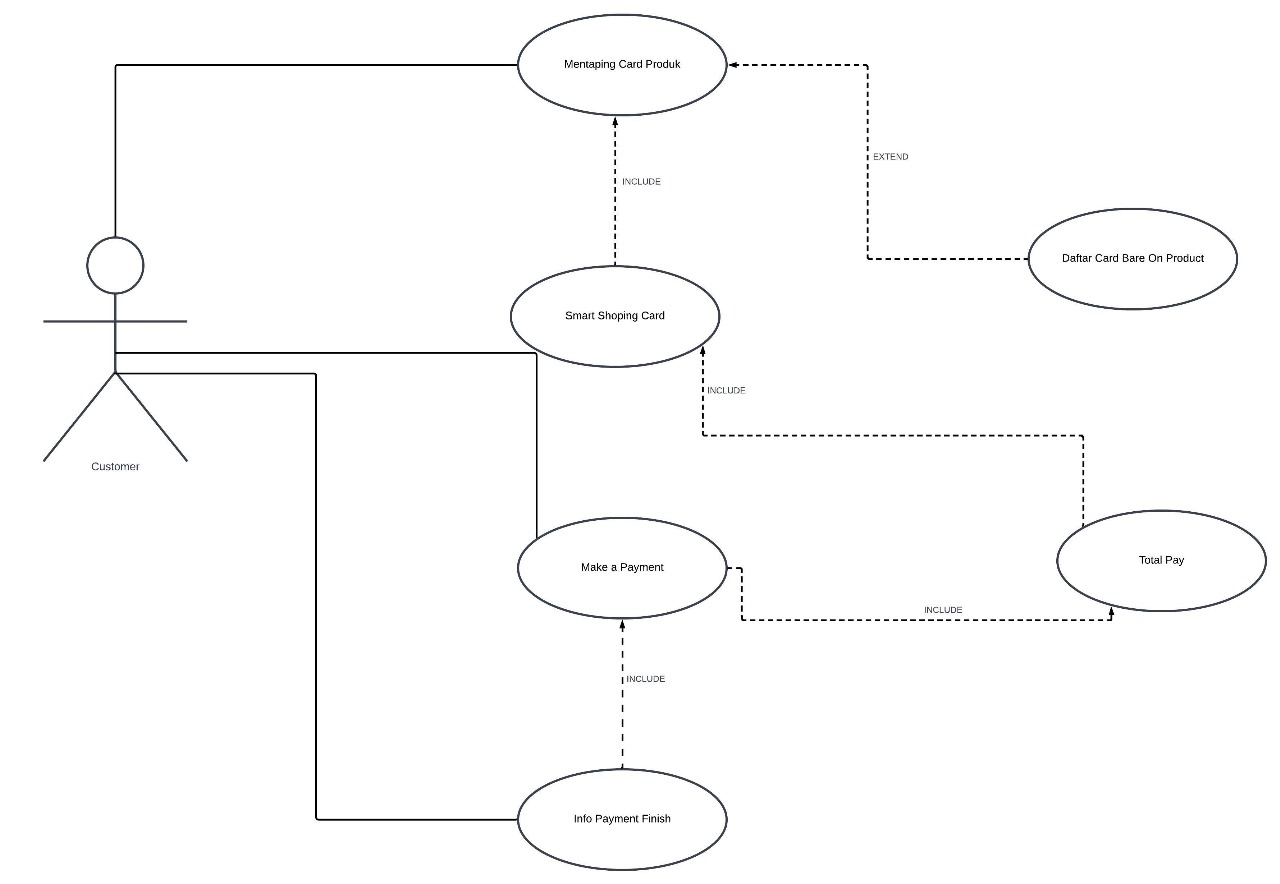 Mentaping Card Produk
EXTEND
INCLUDE
Daftar Card Bare On Product
Smart Shoping Card
INCLUDE
Customer
Total Pay
Make a Payment
INCLUDE
INCLUDE
Info Payment Finish